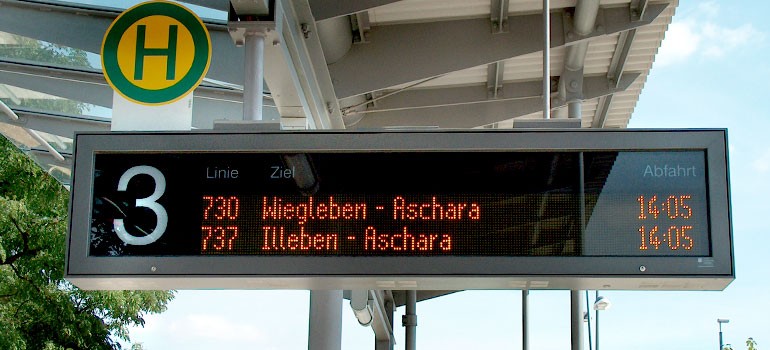 H
3
Linie Ziel Abfahrt
730 Wiegleben - Aschara 14:05
737 Illeben - Aschara 14:05